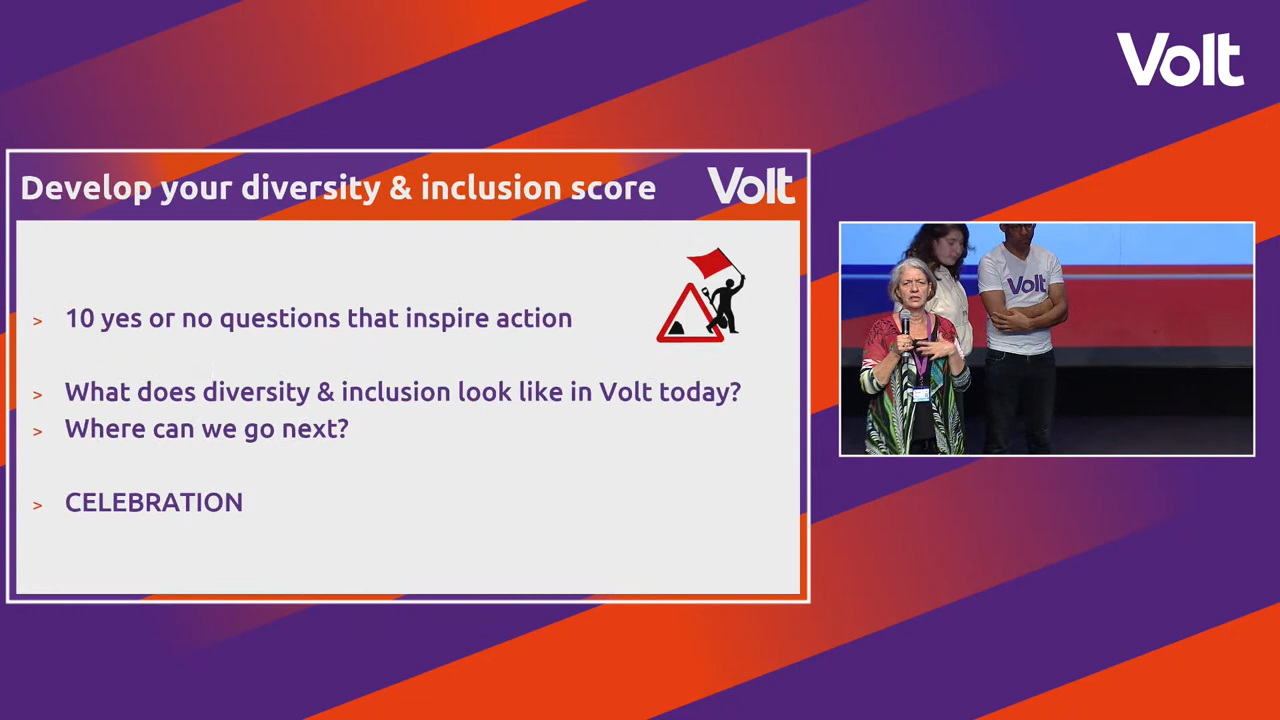 Volt
Develop your diversity & inclusion score
Volt
> 10 yes or no questions that inspire action
> What does diversity & inclusion look like in Volt today?
> Where can we go next?
> CELEBRATION
Volt